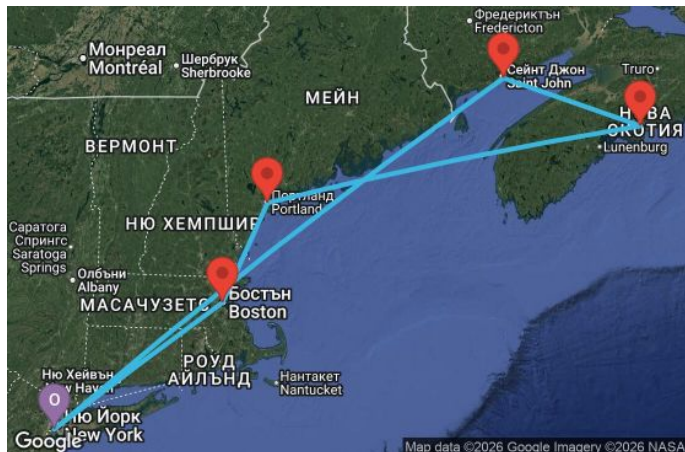 Фредериктън
Fredericton
Монреал
Montréal
Шербрук
Sherbrooke
Сейнт Джон
Saint John
Truro
МЕЙН
НОВА
СКОТИЯ
Lunenburg
ВЕРМОНТ
Портланд
Portland
НЮ ХЕМПШИР
Саратога
Спрингс
Saratoga
Springs
Олбъни
Albany
Бостън
Boston
МАСАЧУЗЕТС
РОУД
АЙЛЪНД
Нантакет
Nantucket
Ню Хейвън
New Haven
O
Ню Йорк
New York
Google
Map data ©2026 Google Imagery ©2026 NASA